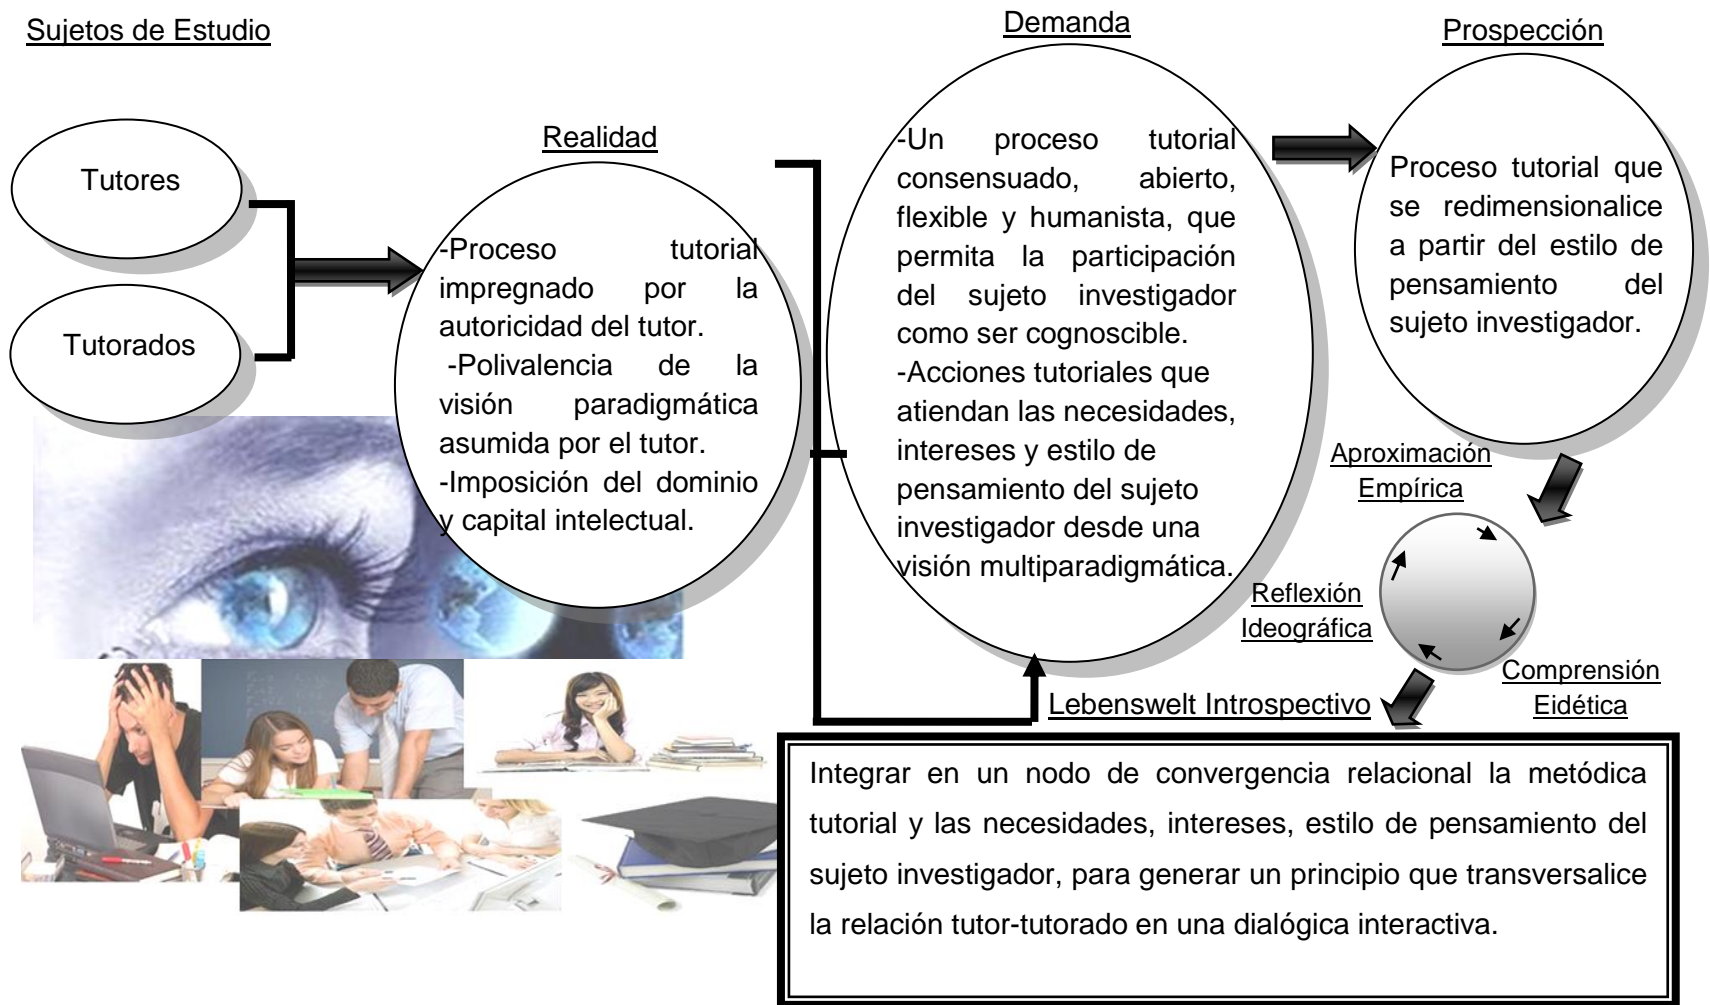 Sujetos de Estudio
Tutores
Tutorados
Realidad
-Proceso tutorial
impregnado por la
autoricidad del tutor.
-Polivalencia de la
visión paradigmática
asumida por el tutor.
-Imposición del dominio
y capital intelectual.
Demanda
-Un proceso tutorial
consensuado, abierto,
flexible y humanista, que
permita la participación
del sujeto investigador
como ser cognoscible.
-Acciones tutoriales que
atiendan las necesidades,
intereses y estilo de
pensamiento del sujeto
investigador desde una
visión multiparadigmática.
Prospección
Proceso tutorial que
se redimensionalice
a partir del estilo de
pensamiento del
sujeto investigador.
Aproximación
Empírica
Reflexión
Ideográfica
Comprensión
Eidética
Lebenswelt Introspectivo
Integrar en un nodo de convergencia relacional la metódica
tutorial y las necesidades, intereses, estilo de pensamiento del
sujeto investigador, para generar un principio que transversalice
la relación tutor-tutorado en una dialógica interactiva.